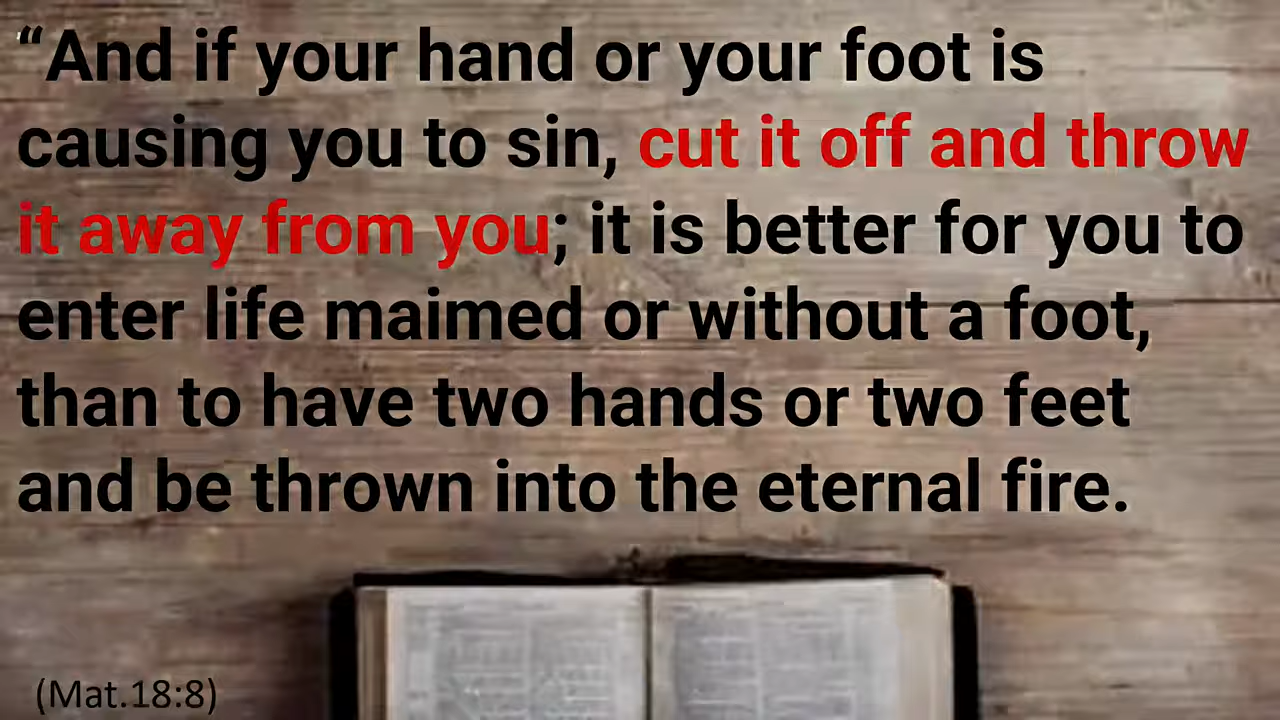 “And if your hand or your foot is
causing you to sin, cut it off and throw
it away from you; it is better for you to
enter life maimed or without a foot,
than to have two hands or two feet
and be thrown into the eternal fire.
(Mat.18:8)